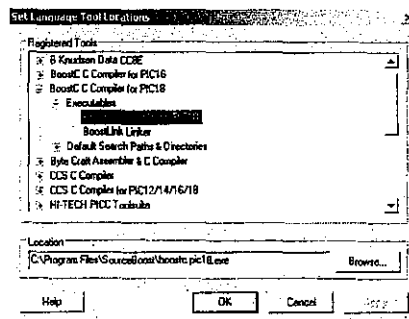 Set Language Tool Locations
Registered Tools
B Knudsen Data CC8E
BoostC C Compiler for PIC16
BoostC C Compiler for PIC18
Executables
BoostLink Linker
Default Search Paths & Directories
Byte Craft Assembler & C Compiler
CCS C Compiler
CCS C Compiler for PIC12/14/16/18
HI-TECH PICC Toolsuite
Location
C:\Program Files\SourceBoost\boostc.pic18.exe
Browse...
Help
OK
Cancel
Apply